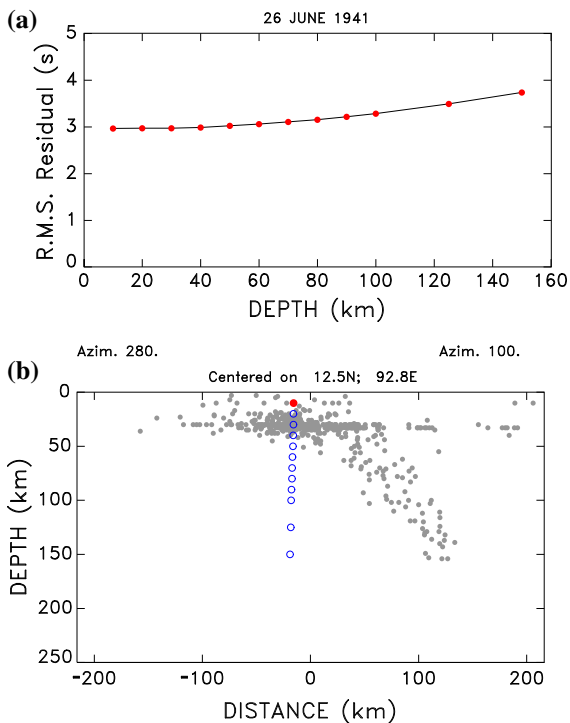 (a)
26 JUNE 1941
5
4
3
2
1
0
R.M.S. Residual (s)
0 20 40 60 80 100 120 140 160
DEPTH (km)
Azim. 280. Azim. 100.
(b)
Centered on 12.5N; 92.8E
0
50
100
150
200
250
DEPTH (km)
−200 −100 0 100 200
DISTANCE (km)